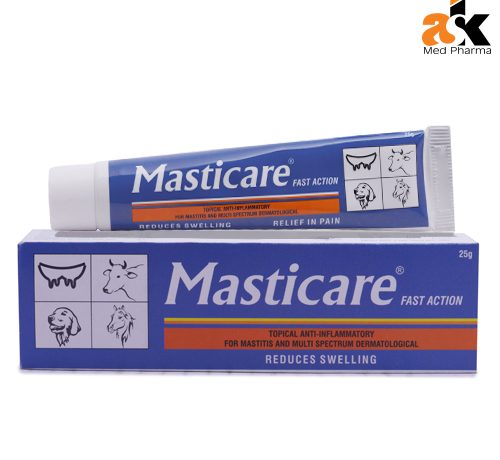 ark
Med Pharma
25g
Masticare®
FAST ACTION
TOPICAL ANTI-INFLAMMATORY
FOR MASTITIS AND MULTI SPECTRUM DERMATOLOGICAL
REDUCES SWELLING RELIEF IN PAIN
25g
Masticare®
FAST ACTION
TOPICAL ANTI-INFLAMMATORY
FOR MASTITIS AND MULTI SPECTRUM DERMATOLOGICAL
REDUCES SWELLING